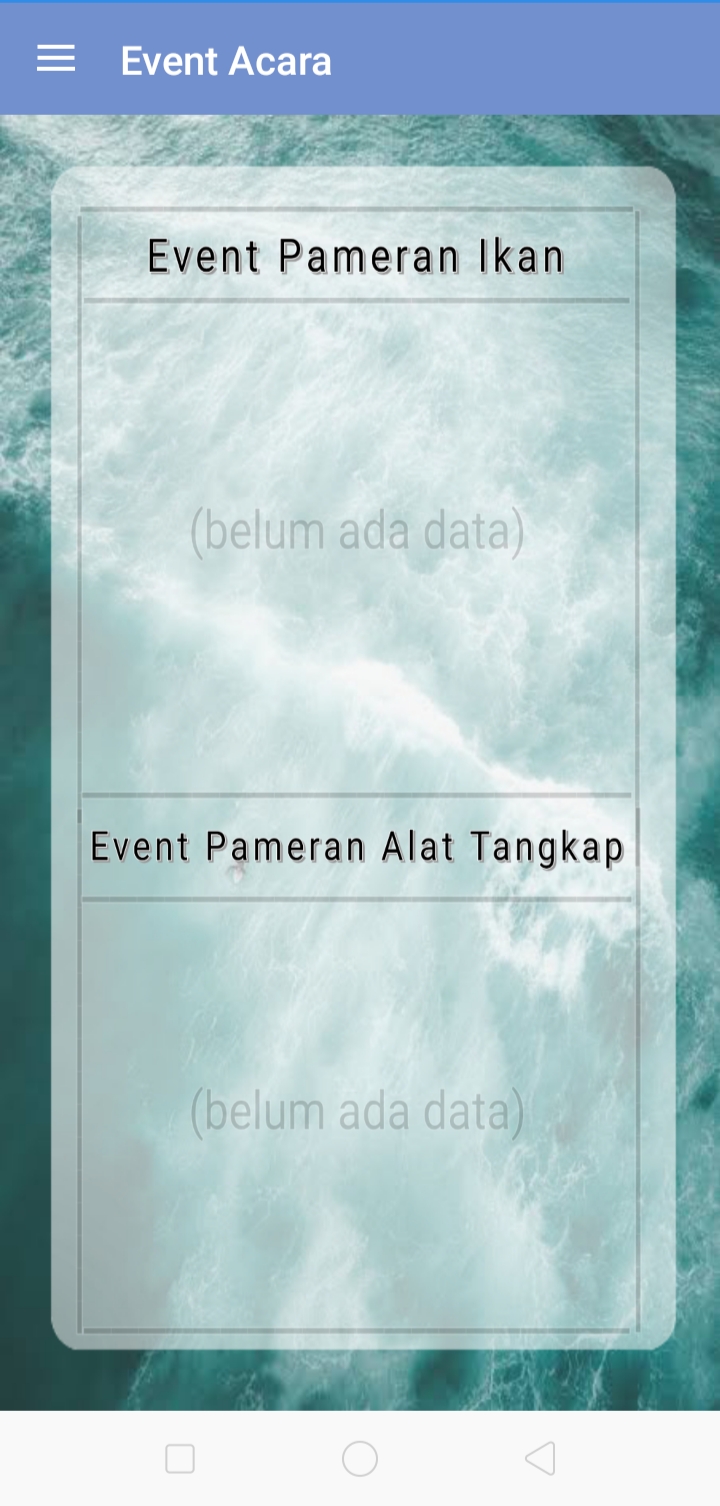 Event Acara
Event Pameran Ikan
(belum ada data)
Event Pameran Alat Tangkap
(belum ada data)